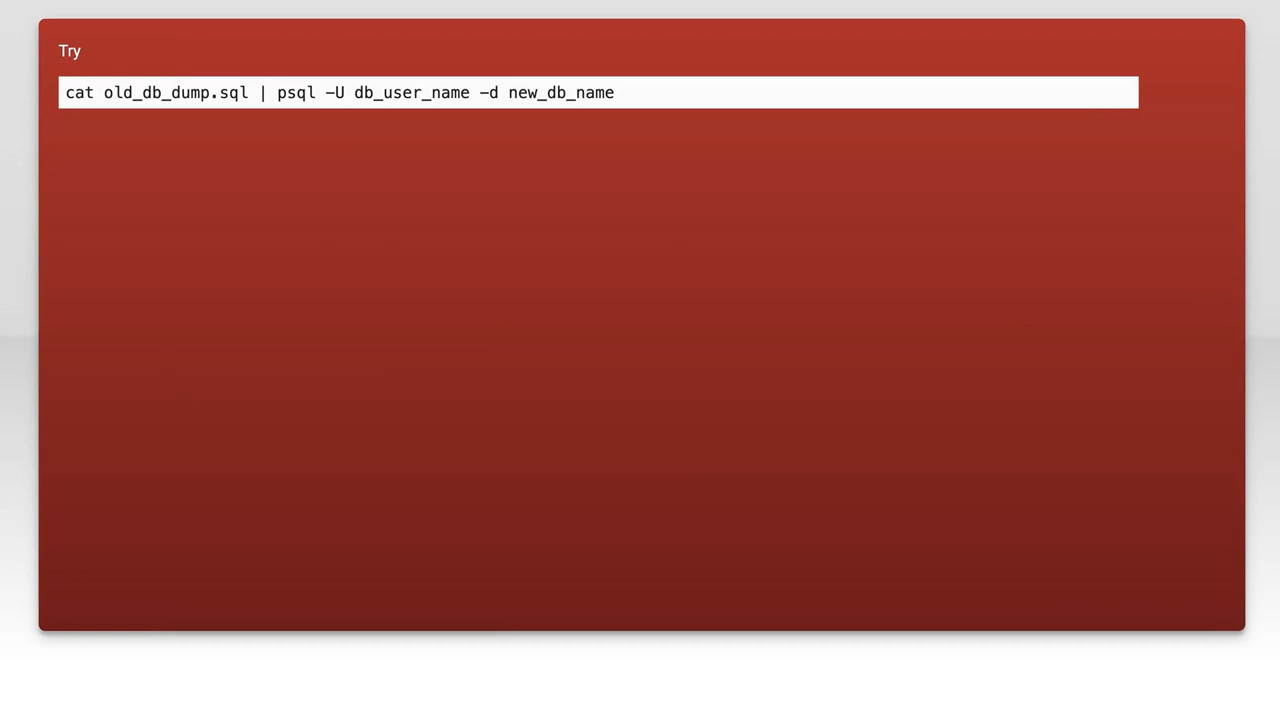 Try
cat old_db_dump.sql | psql -U db_user_name -d new_db_name